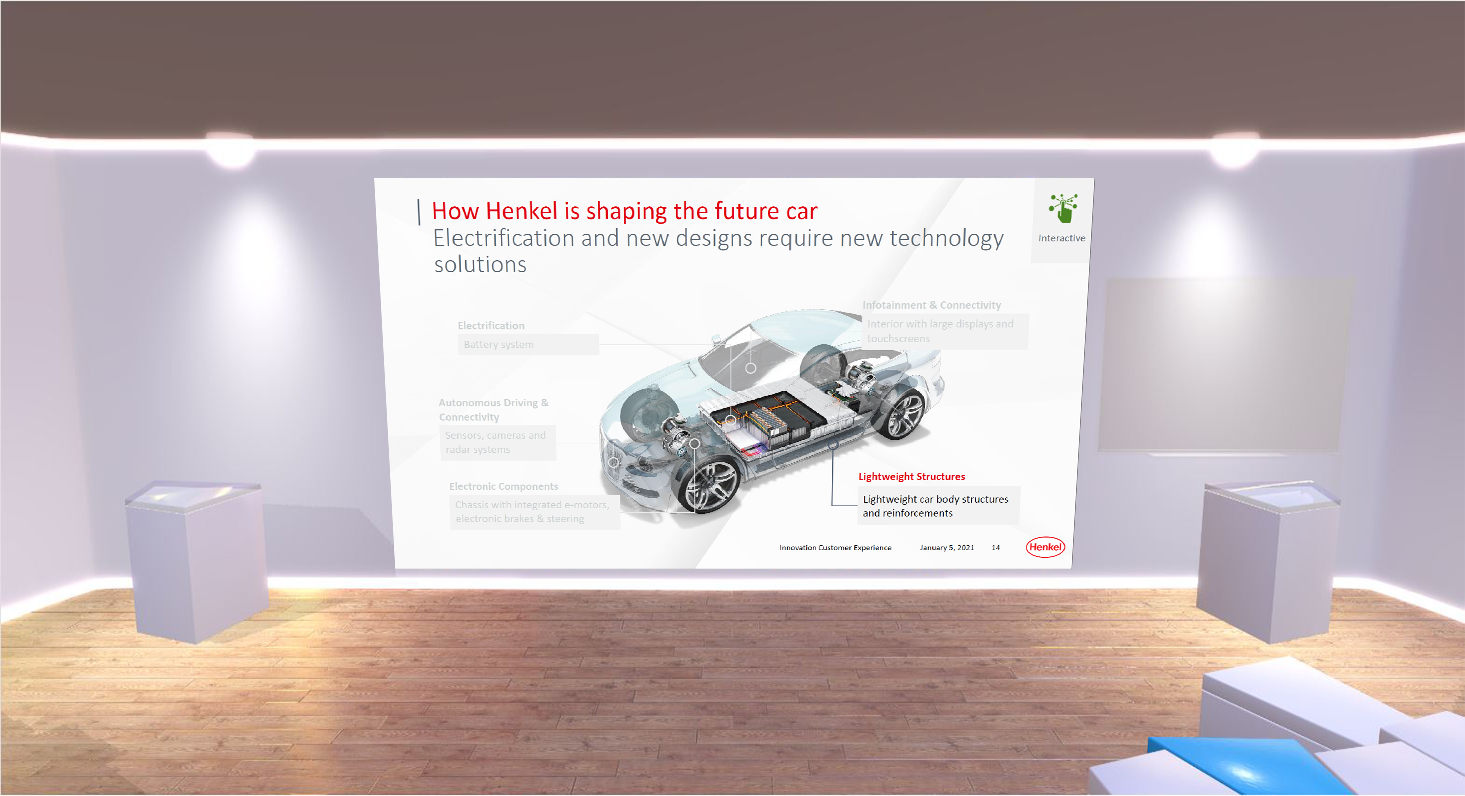 How Henkel is shaping the future car
Electrification and new designs require new technology
solutions
Interactive
Infotainment & Connectivity
Interior with large displays and
touchscreens
Electrification
Battery system
Autonomous Driving &
Connectivity
Sensors, cameras and
radar systems
Electronic Components
Chassis with integrated e-motors,
electronic brakes & steering
Lightweight Structures
Lightweight car body structures
and reinforcements
Innovation Customer Experience January 5, 2021 14
Henkel